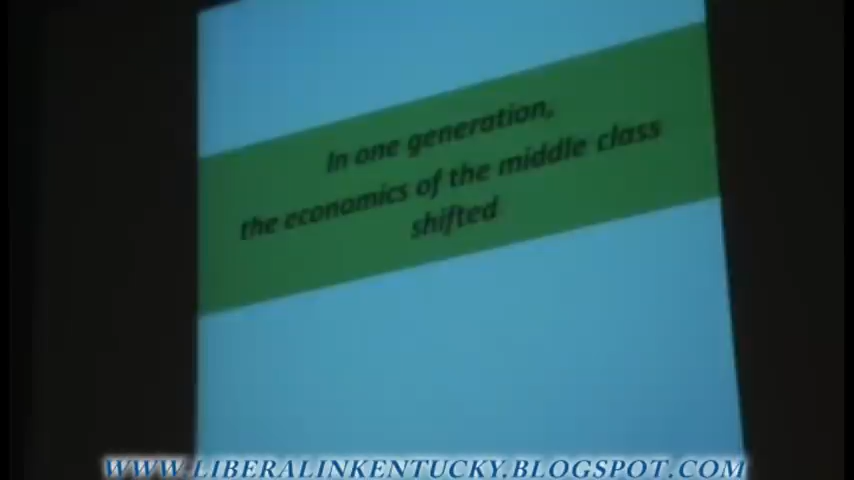 In one generation,
the economics of the middle class
shifted
WWW.LIBERALINKENTUCKY.BLOGSPOT.COM